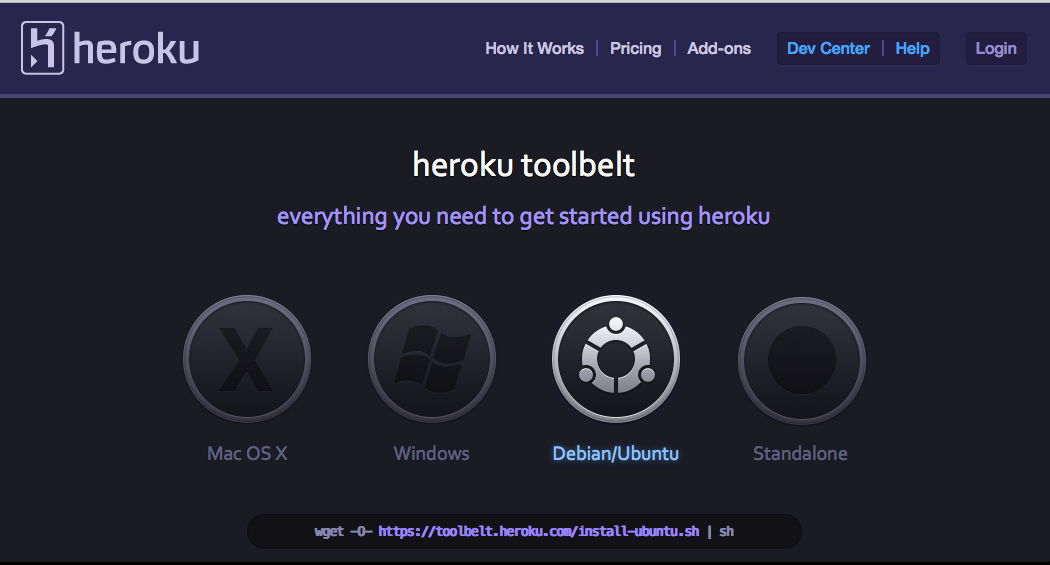 heroku
How It Works | Pricing | Add-ons Dev Center | Help Login
heroku toolbelt
everything you need to get started using heroku
X
Mac OS X Windows Debian/Ubuntu Standalone
wget -O- https://toolbelt.heroku.com/install-ubuntu.sh | sh